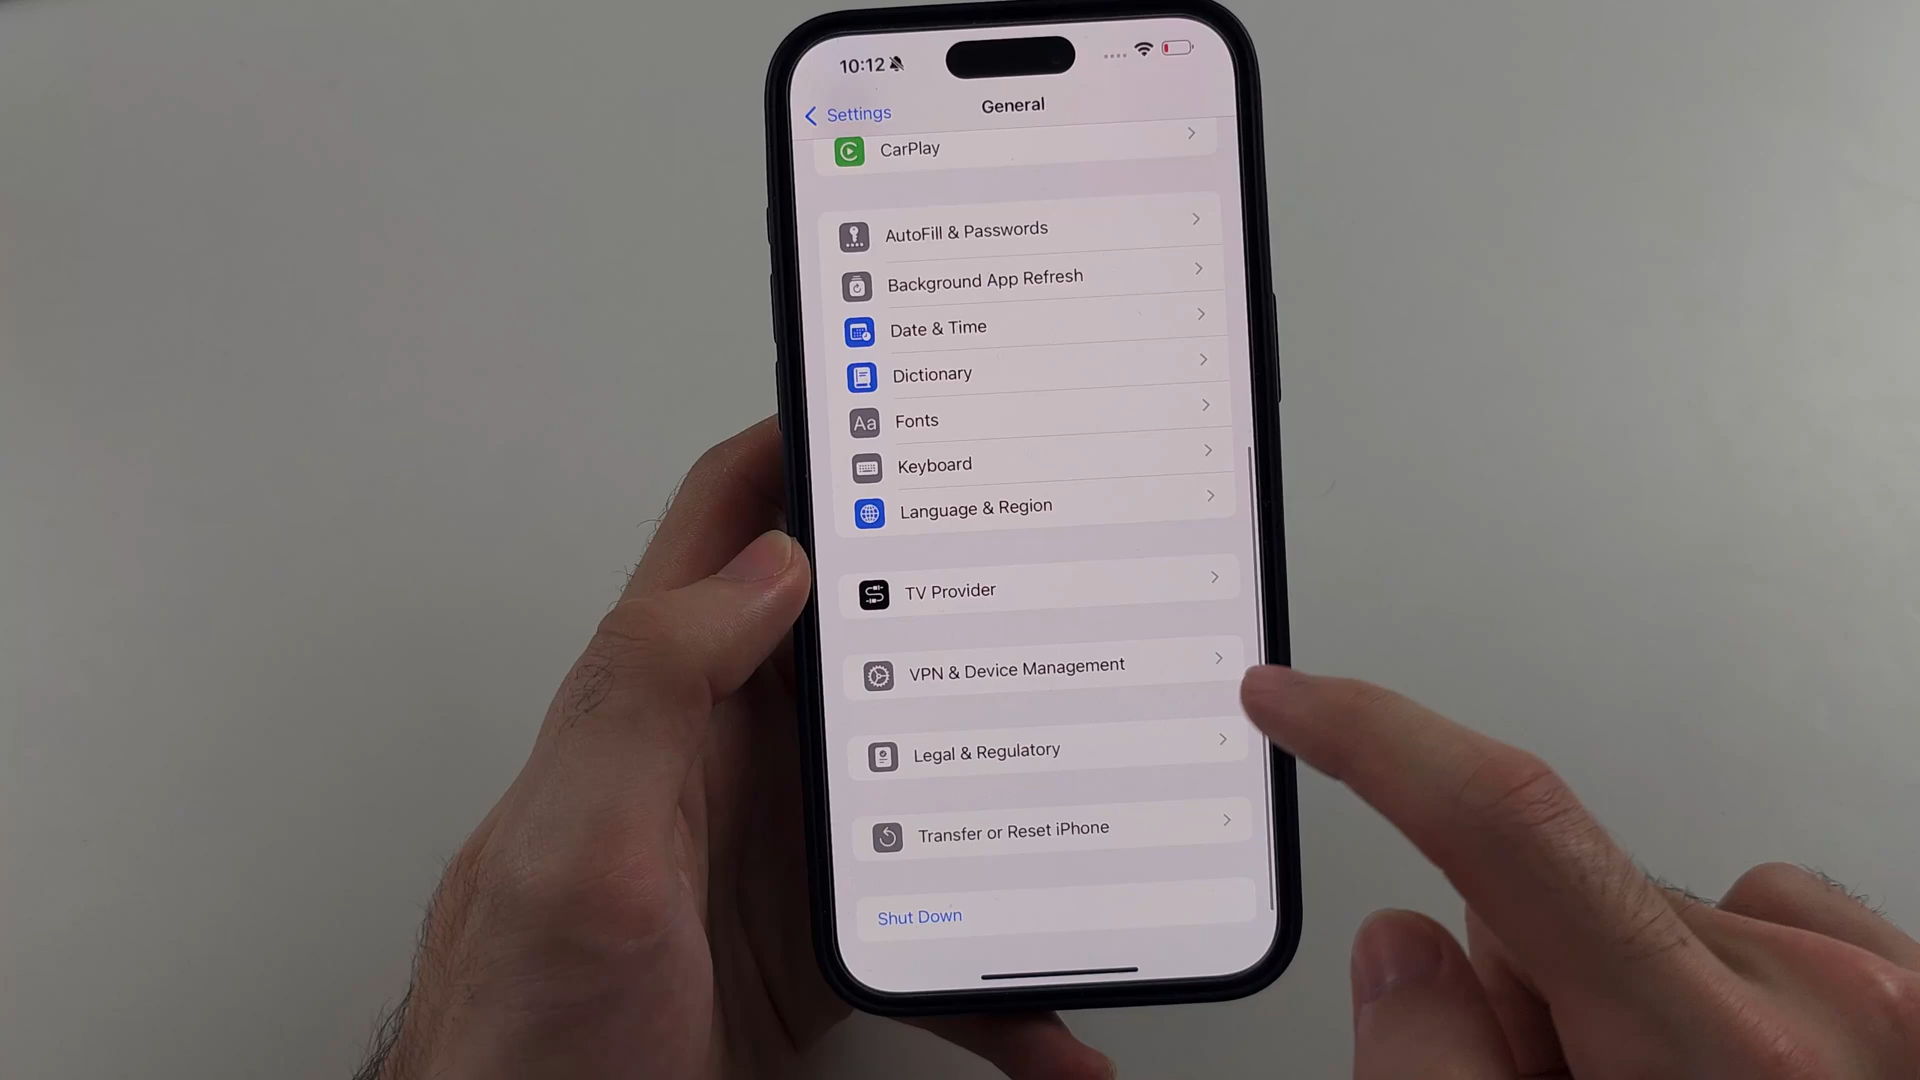 10:12
Settings
General
CarPlay
AutoFill & Passwords
Background App Refresh
Date & Time
Dictionary
Aa Fonts
Keyboard
Language & Region
TV Provider
VPN & Device Management
Legal & Regulatory
Transfer or Reset iPhone
Shut Down